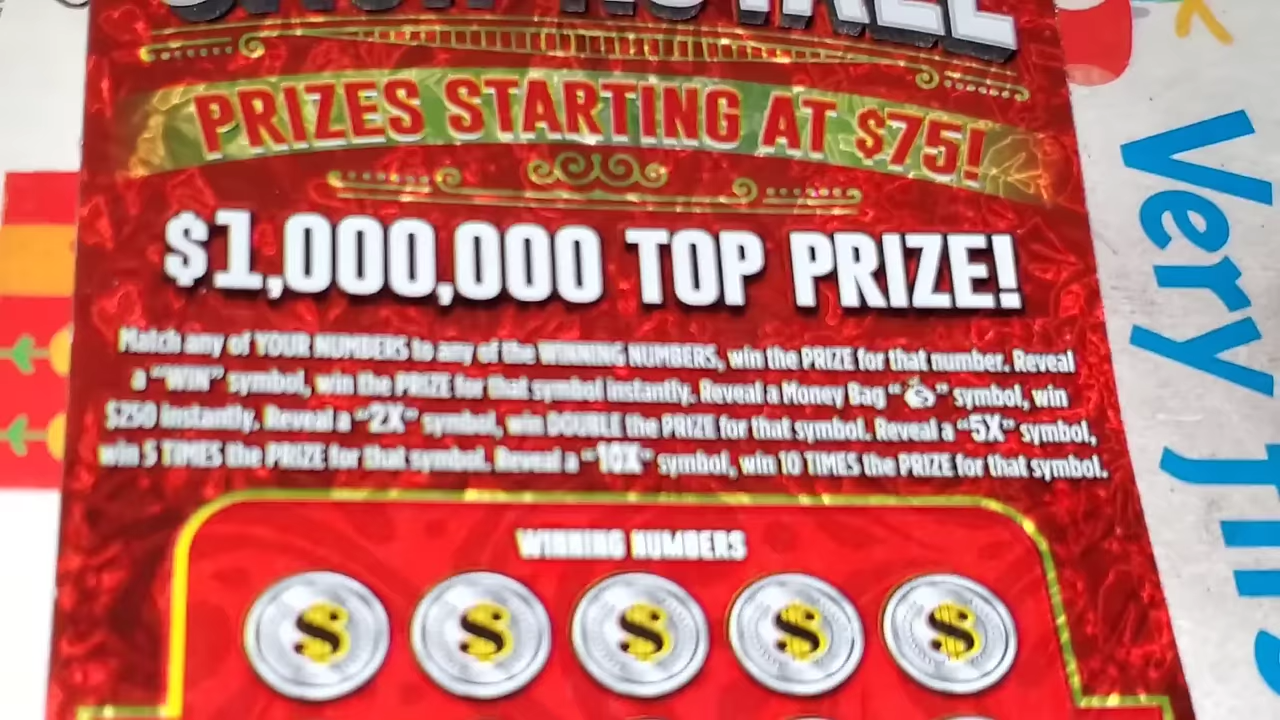 PRIZES STARTING AT $75!
$1,000,000 TOP PRIZE!
Match any of YOUR NUMBERS to any of the WINNING NUMBERS, win the PRIZE for that number. Reveal
a "WIN" symbol, win the PRIZE for that symbol instantly. Reveal a Money Bag " " symbol, win
$250 instantly. Reveal a "2X" symbol, win DOUBLE the PRIZE for that symbol. Reveal a "5X" symbol,
win 5 TIMES the PRIZE for that symbol. Reveal a "10X" symbol, win 10 TIMES the PRIZE for that symbol.
WINNING NUMBERS
$ $ $ $ $
Very